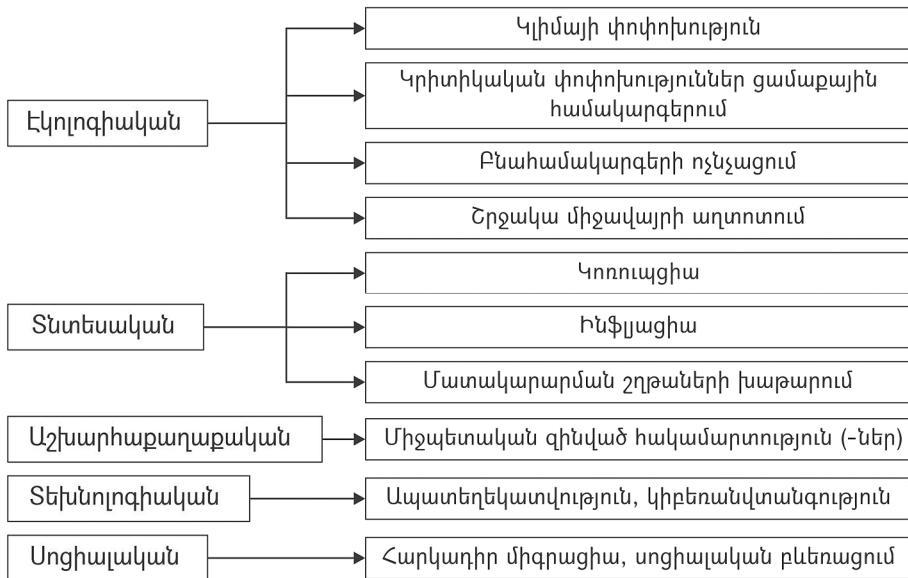 Էկոլոգիական
Կլիմայի փոփոխություն
Կրիտիկական փոփոխություններ ցամաքային
համակարգերում
Բնահամակարգերի ոչնչացում
Շրջակա միջավայրի աղտոտում
Տնտեսական
Կոռուպցիա
Ինֆլյացիա
Մատակարարման շղթաների խաթարում
Աշխարհաքաղաքական
Միջպետական զինված հակամարտություն (-ներ)
Տեխնոլոգիական
Ապատեղեկատվություն, կիբեռանվտանգություն
Սոցիալական
Հարկադիր միգրացիա, սոցիալական բևեռացում